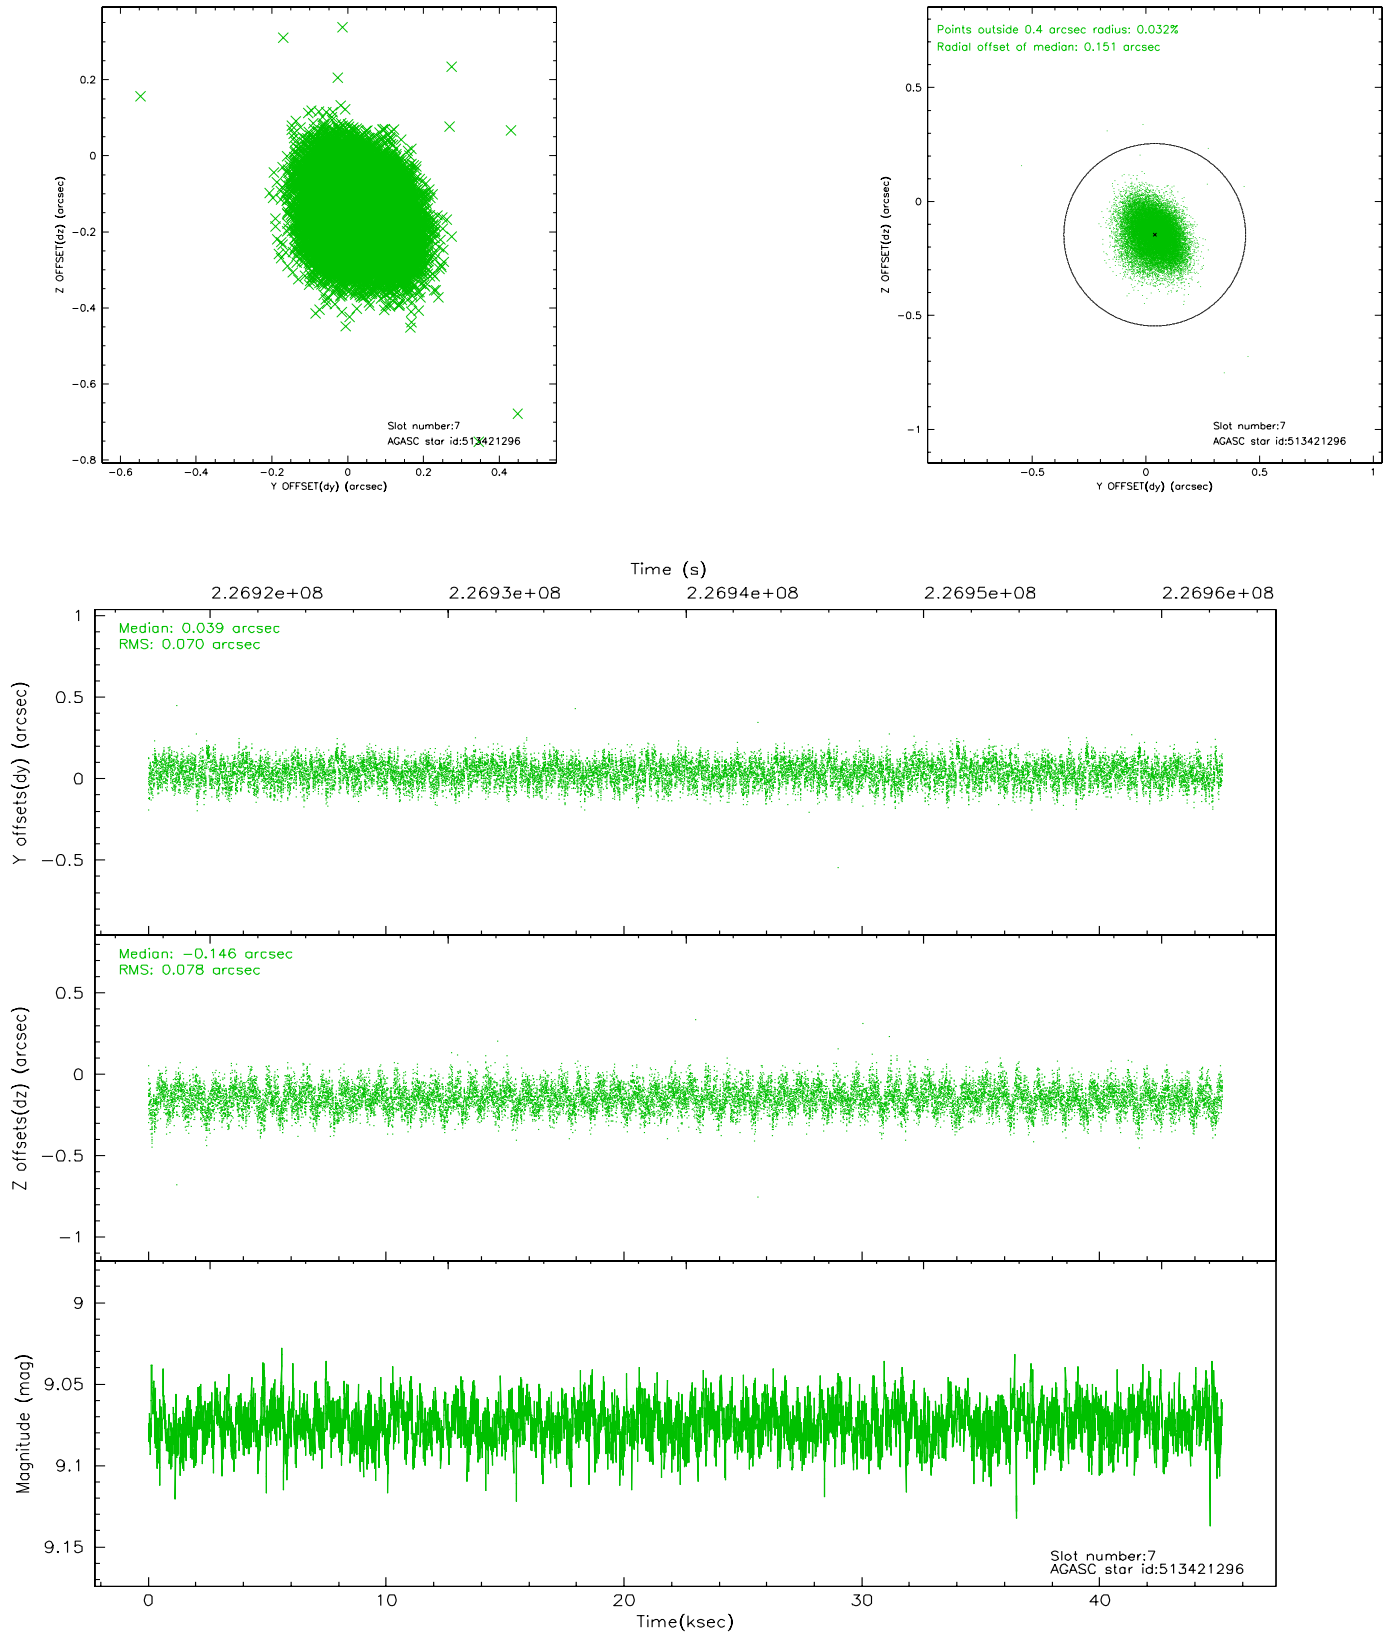 0.2
0
−0.2
−0.4
−0.6
−0.8
Z OFFSET(dz) (arcsec)
Slot number:7
AGASC star id:513421296
−0.6 −0.4 −0.2 0 0.2 0.4
Y OFFSET(dy) (arcsec)
Points outside 0.4 arcsec radius: 0.032%
Radial offset of median: 0.151 arcsec
0.5
0
−0.5
−1
Z OFFSET(dz) (arcsec)
Slot number:7
AGASC star id:513421296
−0.5 0 0.5 1
Y OFFSET(dy) (arcsec)
Time (s)
2.2692e+08 2.2693e+08 2.2694e+08 2.2695e+08 2.2696e+08
Median: 0.039 arcsec
RMS: 0.070 arcsec
1
0.5
0
−0.5
Y offsets(dy) (arcsec)
Median: −0.146 arcsec
RMS: 0.078 arcsec
0.5
0
−0.5
−1
Z offsets(dz) (arcsec)
9
9.05
9.1
9.15
Magnitude (mag)
Slot number:7
AGASC star id:513421296
0 10 20 30 40
Time(ksec)